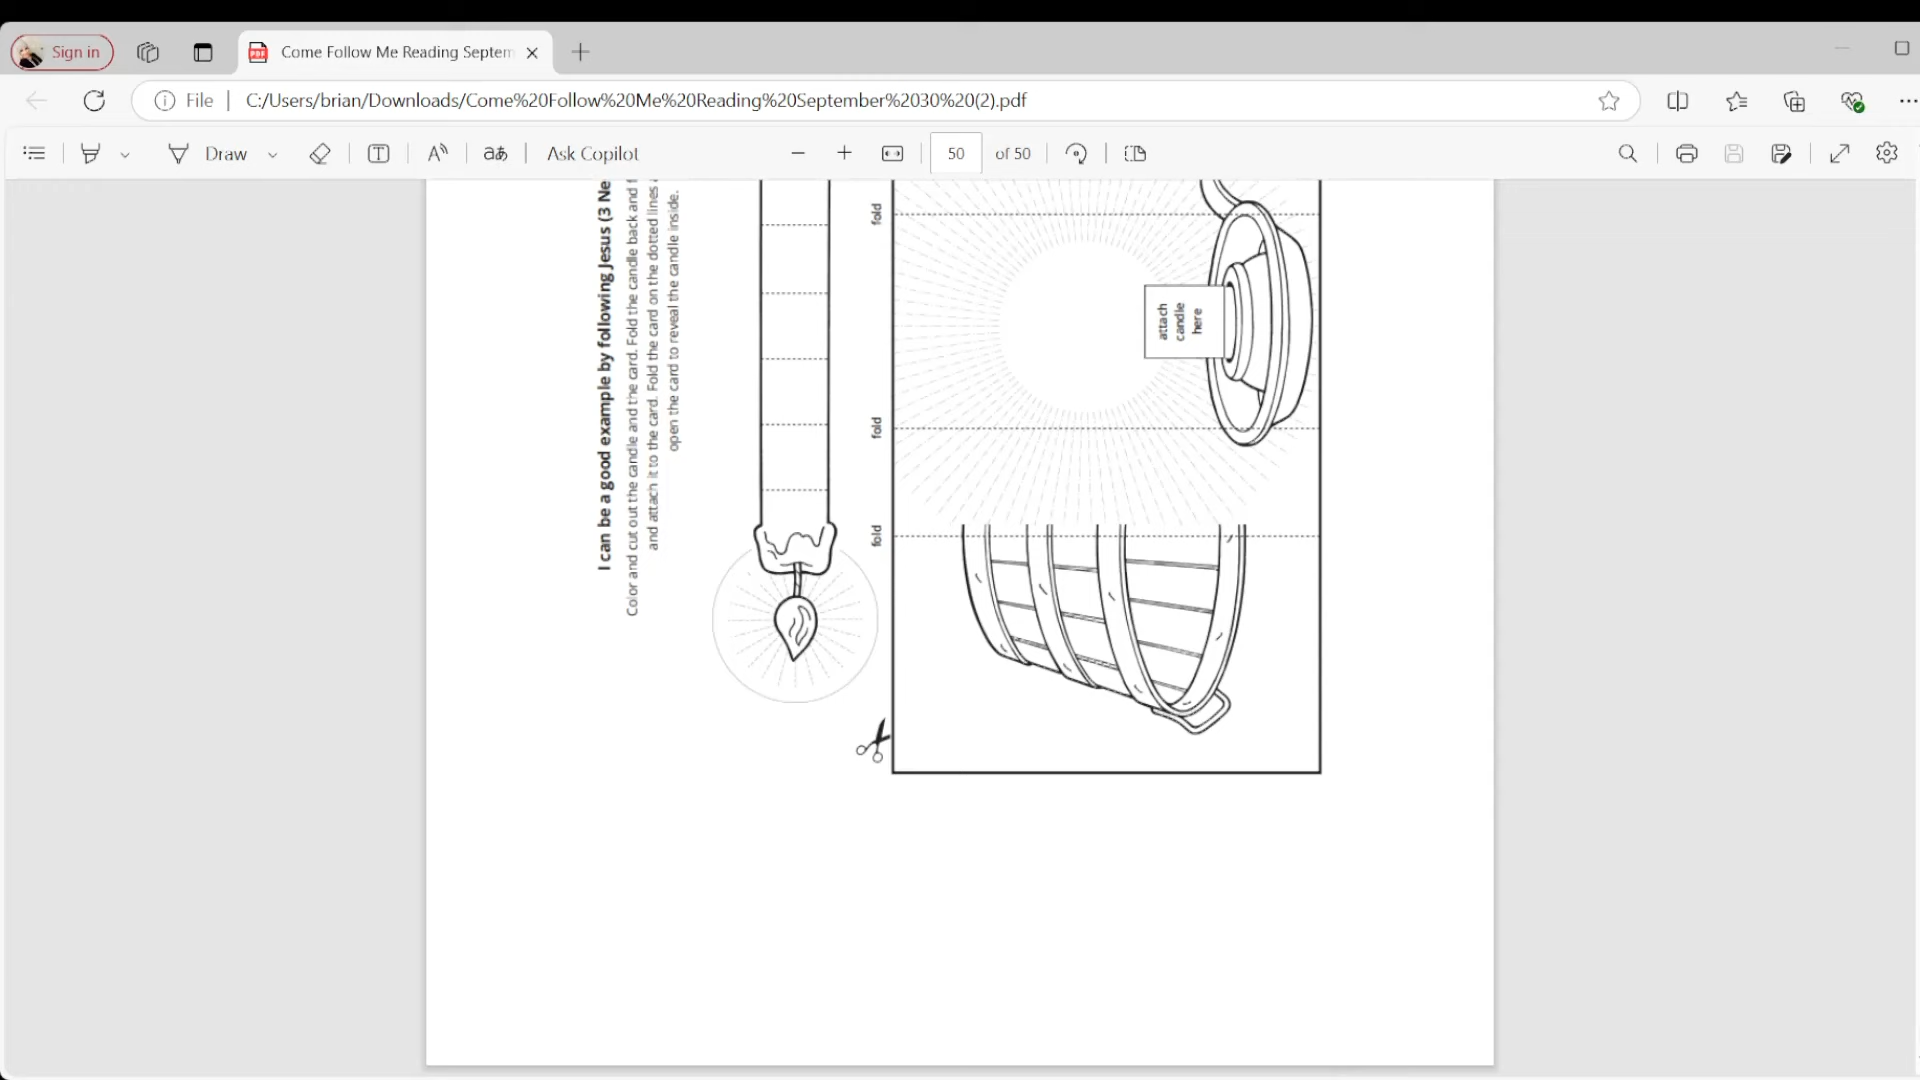 Sign in
Come Follow Me Reading Septem
File
C:/Users/brian/Downloads/Come%20Follow%20Me%20Reading%20September%2030%20(2).pdf
Draw
Ask Copilot
50
of 50
I can be a good example by following Jesus (3 Ne
Color and cut out the candle and the card. Fold the candle back and
and attach it to the card. Fold the card on the dotted lines
open the card to reveal the candle inside.
fold
fold
fold
attach
candle
here